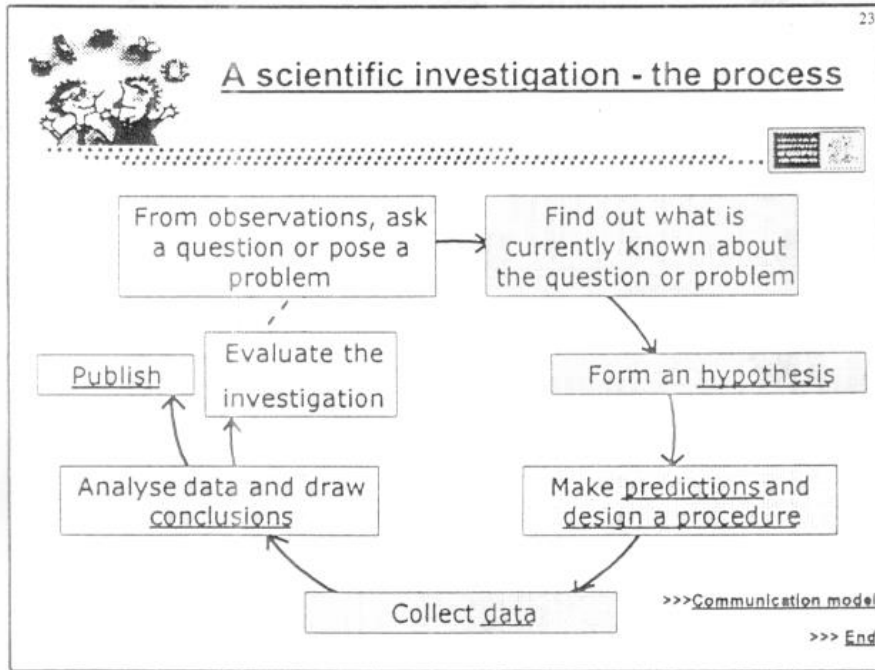 23
A scientific investigation - the process
From observations, ask
a question or pose a
problem
Find out what is
currently known about
the question or problem
Form an hypothesis
Make predictions and
design a procedure
Collect data
Analyse data and draw
conclusions
Publish
Evaluate the
investigation
>>>Communication model
>>> End